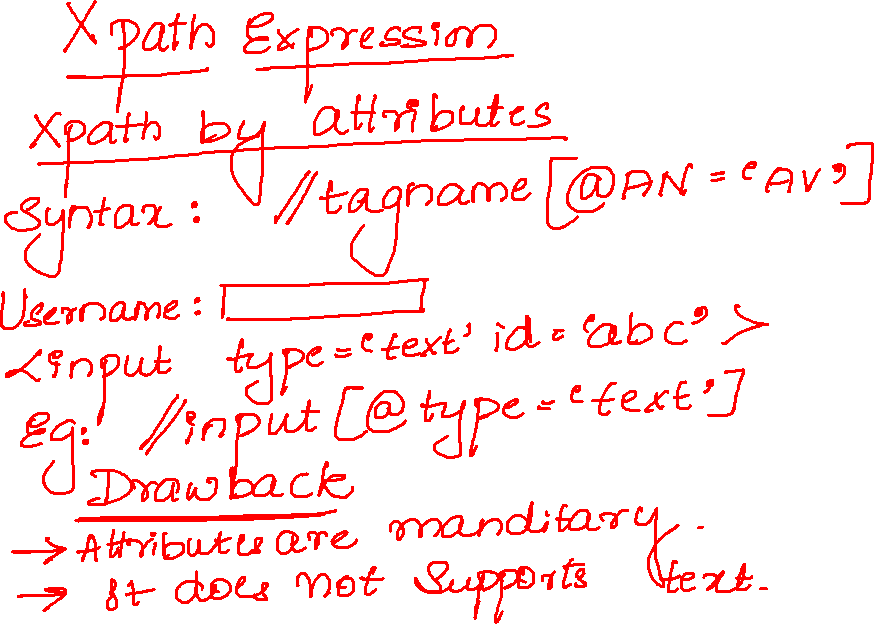 Xpath Expression
Xpath by attributes
Syntax: //tagname[@AN='AV']
Username:
<input type='text' id='abc'>
Eg: //input[@type='text']
Drawback
→ Attributes are manditary.
→ It does not Supports text.